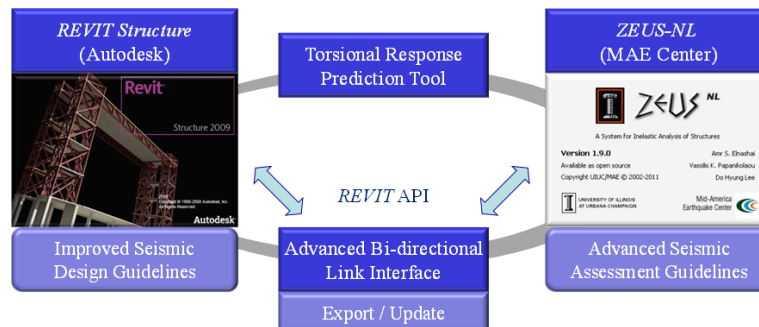 REVIT Structure
(Autodesk)
Revit
Structure 2009
Autodesk
Improved Seismic
Design Guidelines
Torsional Response
Prediction Tool
REVIT API
Advanced Bi-directional
Link Interface
Export / Update
ZEUS-NL
(MAE Center)
ZEUS NL
A System for Inelastic Analysis of Structures
Version 1.9.0
Amr S. Elnashai
Available as open source
Vassilis K. Papanikolaou
Copyright UIUC/MAE © 2002-2011
Do Hyung Lee
I
UNIVERSITY OF ILLINOIS
AT URBANA-CHAMPAIGN
Mid-America
Earthquake Center
Advanced Seismic
Assessment Guidelines